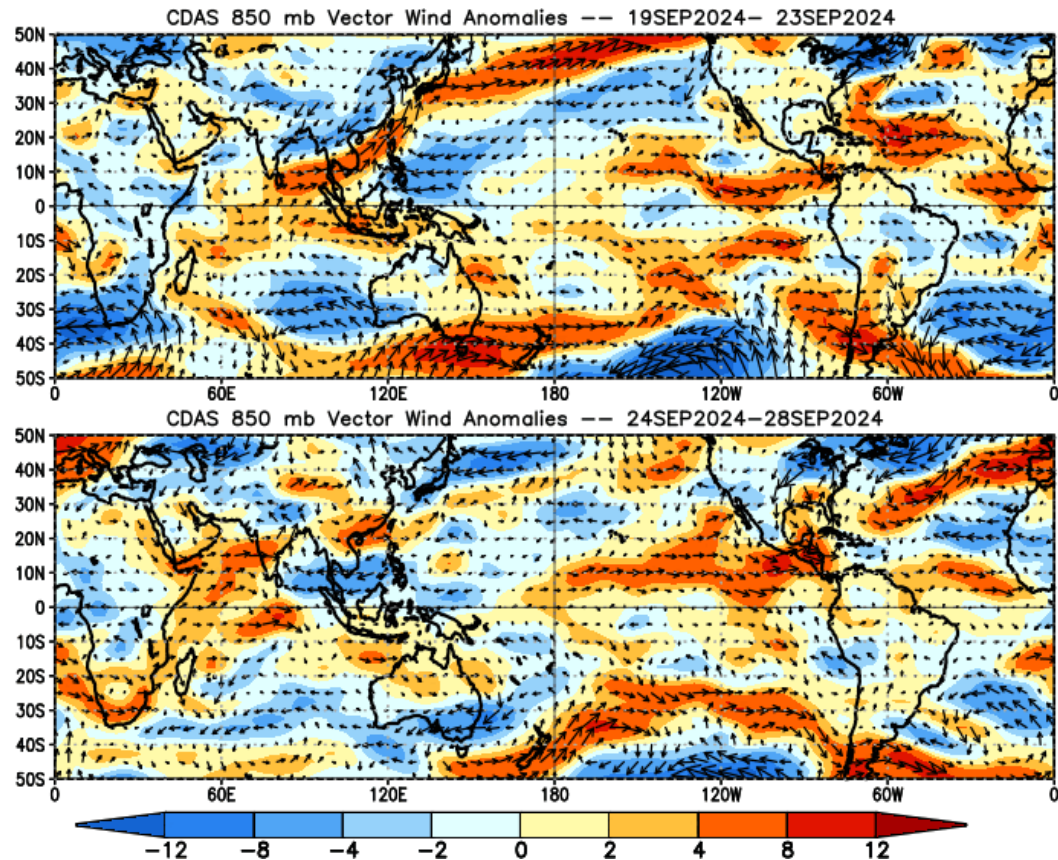 CDAS 850 mb Vector Wind Anomalies -- 19SEP2024- 23SEP2024
50N
40N
30N
20N
10N
0
10S
20S
30S
40S
50S
0 60E 120E 180 120W 60W 0
CDAS 850 mb Vector Wind Anomalies -- 24SEP2024-28SEP2024
50N
40N
30N
20N
10N
0
10S
20S
30S
40S
50S
0 60E 120E 180 120W 60W 0
-12 -8 -4 -2 0 2 4 8 12